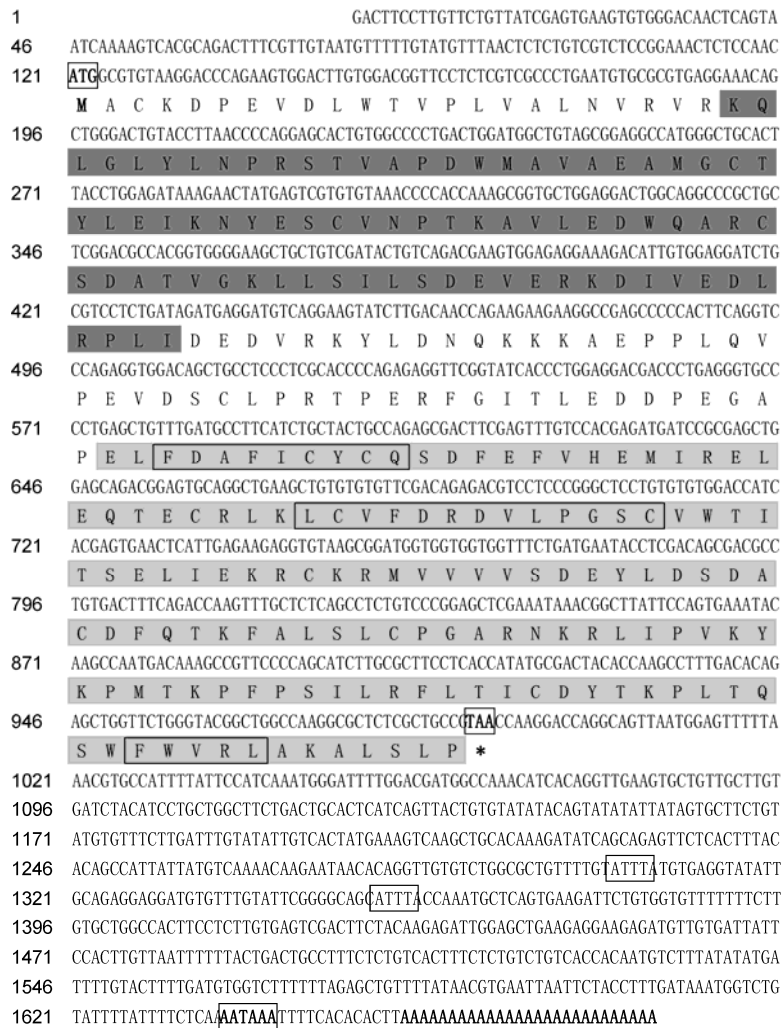 1 GACTTCCTTGTTCTGTTATCGAGTGAAGTGTGTGGGACAACTCAGTA
46 ATCAAAAGTCACGCAGACTTTCGTTGTAATGTTTTTGTATGTTTAACTCTCTGTCGTCTCCGGAAACTCTCCAAC
121 ATGGCGTGTAAGGACCCAGAAGTGGACTTGTGGACGGTTCCTCTCGTCGCCCTGAATGTGCGCGTGAGGAAACAG
M A C K D P E V D L W T V P L V A L N V R V R K Q
196 CTGGGACTGTACCTTAACCCCAGGAGCACTGTGGCCCCTGACTGGATGGCTGTAGCGGAGGCCATGGGCTGCACT
L G L Y L N P R S T V A P D W M A V A E A M G C T
271 TACCTGGAGATAAAGAACTATGAGTCGTGTGTAAACCCCACCAAAGCGGTGCTGGAGGACTGGCAGGCCCGCTGC
Y L E I K N Y E S C V N P T K A V L E D W Q A R C
346 TCGGACGCCACGGTGGGGAAGCTGCTGTCGATACTGTCAGACGAAGTGGAGAGGAAAGACATTGTGGAGGATCTG
S D A T V G K L L S I L S D E V E R K D I V E D L
421 CGTCCTCTGATAGATGAGGATGTCAGGAAGTATCTTGACAACCAGAAGAAGAAGGCCGAGCCCCCACTTCAGGTC
R P L I D E D V R K Y L D N Q K K K A E P P L Q V
496 CCAGAGGTGGACAGCTGCCTCCCTCGCACCCCAGAGAGGTTCGGTATCACCCTGGAGGACGACCCTGAGGGTGCC
P E V D S C L P R T P E R F G I T L E D D P E G A
571 CCTGAGCTGTTTGATGCCTTCATCTGCTACTGCCAGAGCGACTTCGAGTTTGTCCACGAGATGATCCGCGAGCTG
P E L F D A F I C Y C Q S D F E F V H E M I R E L
646 GAGCAGACGGAGTGCAGGCTGAAGCTGTGTGTGTTCGACAGAGACGTCCTCCCGGGCTCCTGTGTGTGGACCATC
E Q T E C R L K L C V F D R D V L P G S C V W T I
721 ACGAGTGAACTCATTGAGAAGAGGTGTAAGCGGATGGTGGTGGTGGTTTCTGATGAATACCTCGACAGCGACGCC
T S E L I E K R C K R M V V V V S D E Y L D S D A
796 TGTGACTTTCAGACCAAGTTTGCTCTCAGCCTCTGTCCCGGAGCTCGAAATAAACGGCTTATTCCAGTGAAATAC
C D F Q T K F A L S L C P G A R N K R L I P V K Y
871 AAGCCAATGACAAAGCCGTTCCCCAGCATCTTGCGCTTCCTCACCATATGCGACTACACCAAGCCTTTGACACAG
K P M T K P F P S I L R F L T I C D Y T K P L T Q
946 AGCTGGTTCTGGGTACGGCTGGCCAAGGCGCTCTCGCTGCCGTAACCAAGGACCAGGCAGTTAATGGAGTTTTTA
S W F W V R L A K A L S L P *
1021 AACGTGCCATTTTATTCCATCAAATGGGATTTTGGACGATGGCCAAACATCACAGGTTGAAGTGCTGTTGCTTGT
1096 GATCTACATCCTGCTGGCTTCTGACTGCACTCATCAGTTACTGTGTATATACAGTATATATTATAGTGCTTCTGT
1171 ATGTGTTTCTTGATTTGTATATTGTCACTATGAAAGTCAAGCTGCACAAAGATATCAGCAGAGTTCTCACTTTAC
1246 ACAGCCATTATTATGTCAAAACAAGAATAACACAGGTTGTGTCTGGCGCTGTTTTGTATTTATGTGAGGTATATT
1321 GCAGAGGAGGATGTGTTTGTATTCGGGGCAGCATTTACCAAATGCTCAGTGAAGATTCTGTGGTGTTTTTTTCTT
1396 GTGCTGGCCACTTCCTCTTGTGAGTCGACTTCTACAAGAGATTGGAGCTGAAGAGGAAGAGATGTTGTGATTATT
1471 CCACTTGTTAATTTTTTACTGACTGCCTTTCTCTGTCACTTTCTCTGTCTGTCACCACAATGTCTTTATATATGA
1546 TTTTGTACTTTTGATGTGGTCTTTTTTAGAGCTGTTTTATAACGTGAATTAATTCTACCTTTGATAAATGGTCTG
1621 TATTTTATTTTCTCAAAATAAATTTTCACACACTTAAAAAAAAAAAAAAAAAAAAAAAAAA